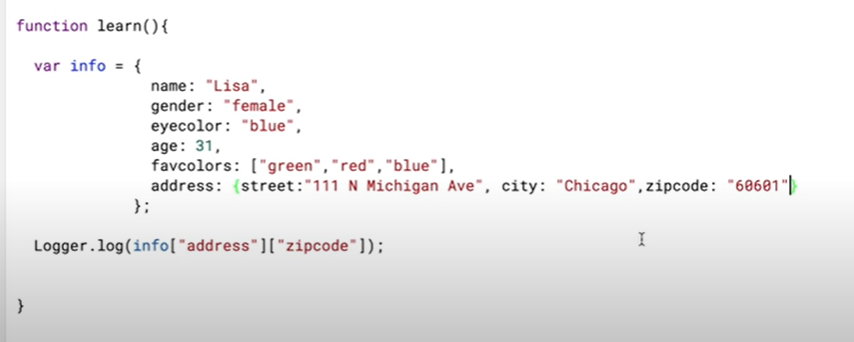 function learn(){
var info = {
name: "Lisa",
gender: "female",
eyecolor: "blue",
age: 31,
favcolors: ["green","red","blue"],
address: {street:"111 N Michigan Ave", city: "Chicago",zipcode: "60601"}
};
Logger.log(info["address"]["zipcode"]);
}